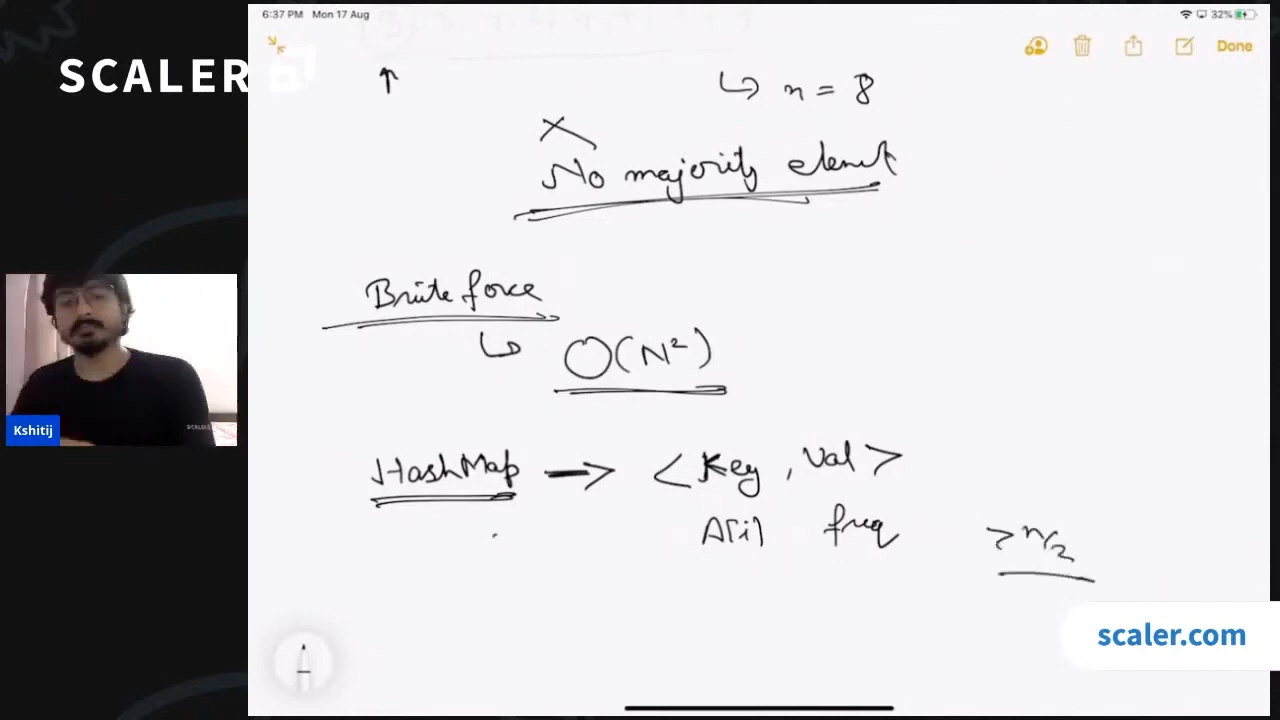 6:37 PM Mon 17 Aug
32%
Done
SCALER
n = 8
No majority element
Brute force
O(N²)
HashMap → <Key, Val>
A[i] freq > n/2
Kshitij
SCALER
scaler.com